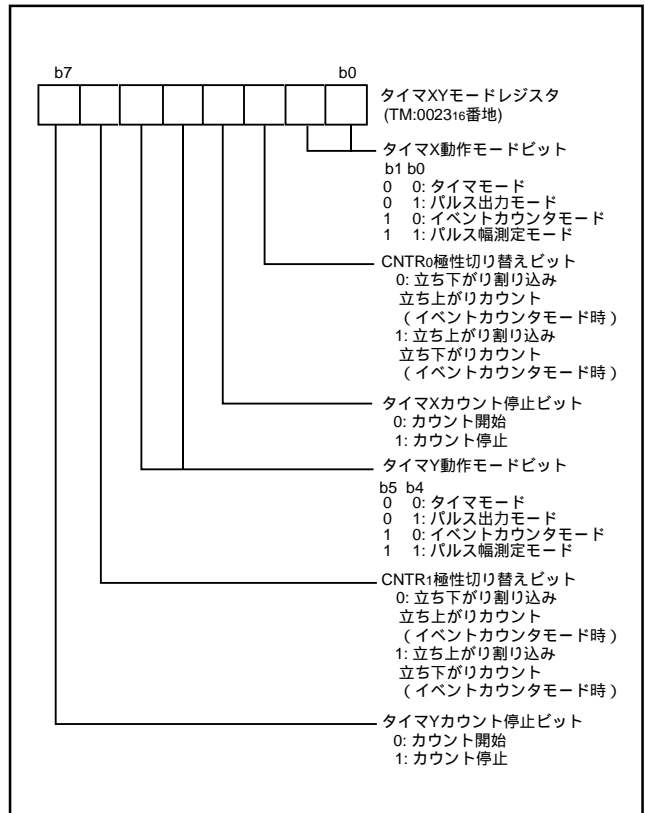 b7 b0
タイマXYモードレジスタ
(TM:002316番地)
タイマX動作モードビット
b1 b0
0 0: タイマモード
0 1: パルス出力モード
1 0: イベントカウンタモード
1 1: パルス幅測定モード
CNTR0極性切り替えビット
0: 立ち下がり割り込み
立ち上がりカウント
(イベントカウンタモード時)
1: 立ち上がり割り込み
立ち下がりカウント
(イベントカウンタモード時)
タイマXカウント停止ビット
0: カウント開始
1: カウント停止
タイマY動作モードビット
b5 b4
0 0: タイマモード
0 1: パルス出力モード
1 0: イベントカウンタモード
1 1: パルス幅測定モード
CNTR1極性切り替えビット
0: 立ち下がり割り込み
立ち上がりカウント
(イベントカウンタモード時)
1: 立ち上がり割り込み
立ち下がりカウント
(イベントカウンタモード時)
タイマYカウント停止ビット
0: カウント開始
1: カウント停止